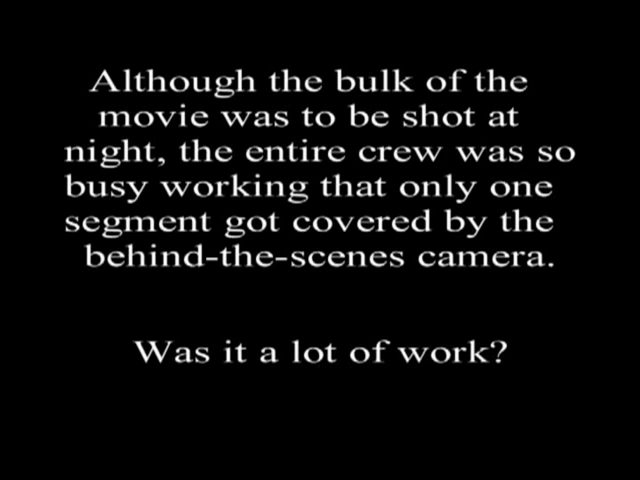 Although the bulk of the
movie was to be shot at
night, the entire crew was so
busy working that only one
segment got covered by the
behind-the-scenes camera.
Was it a lot of work?